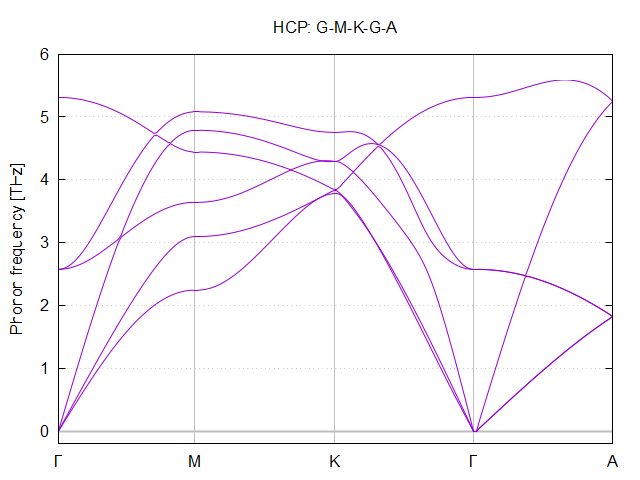 HCP: G-M-K-G-A
Phonon frequency [THz]
6
5
4
3
2
1
0
Γ M K Γ A